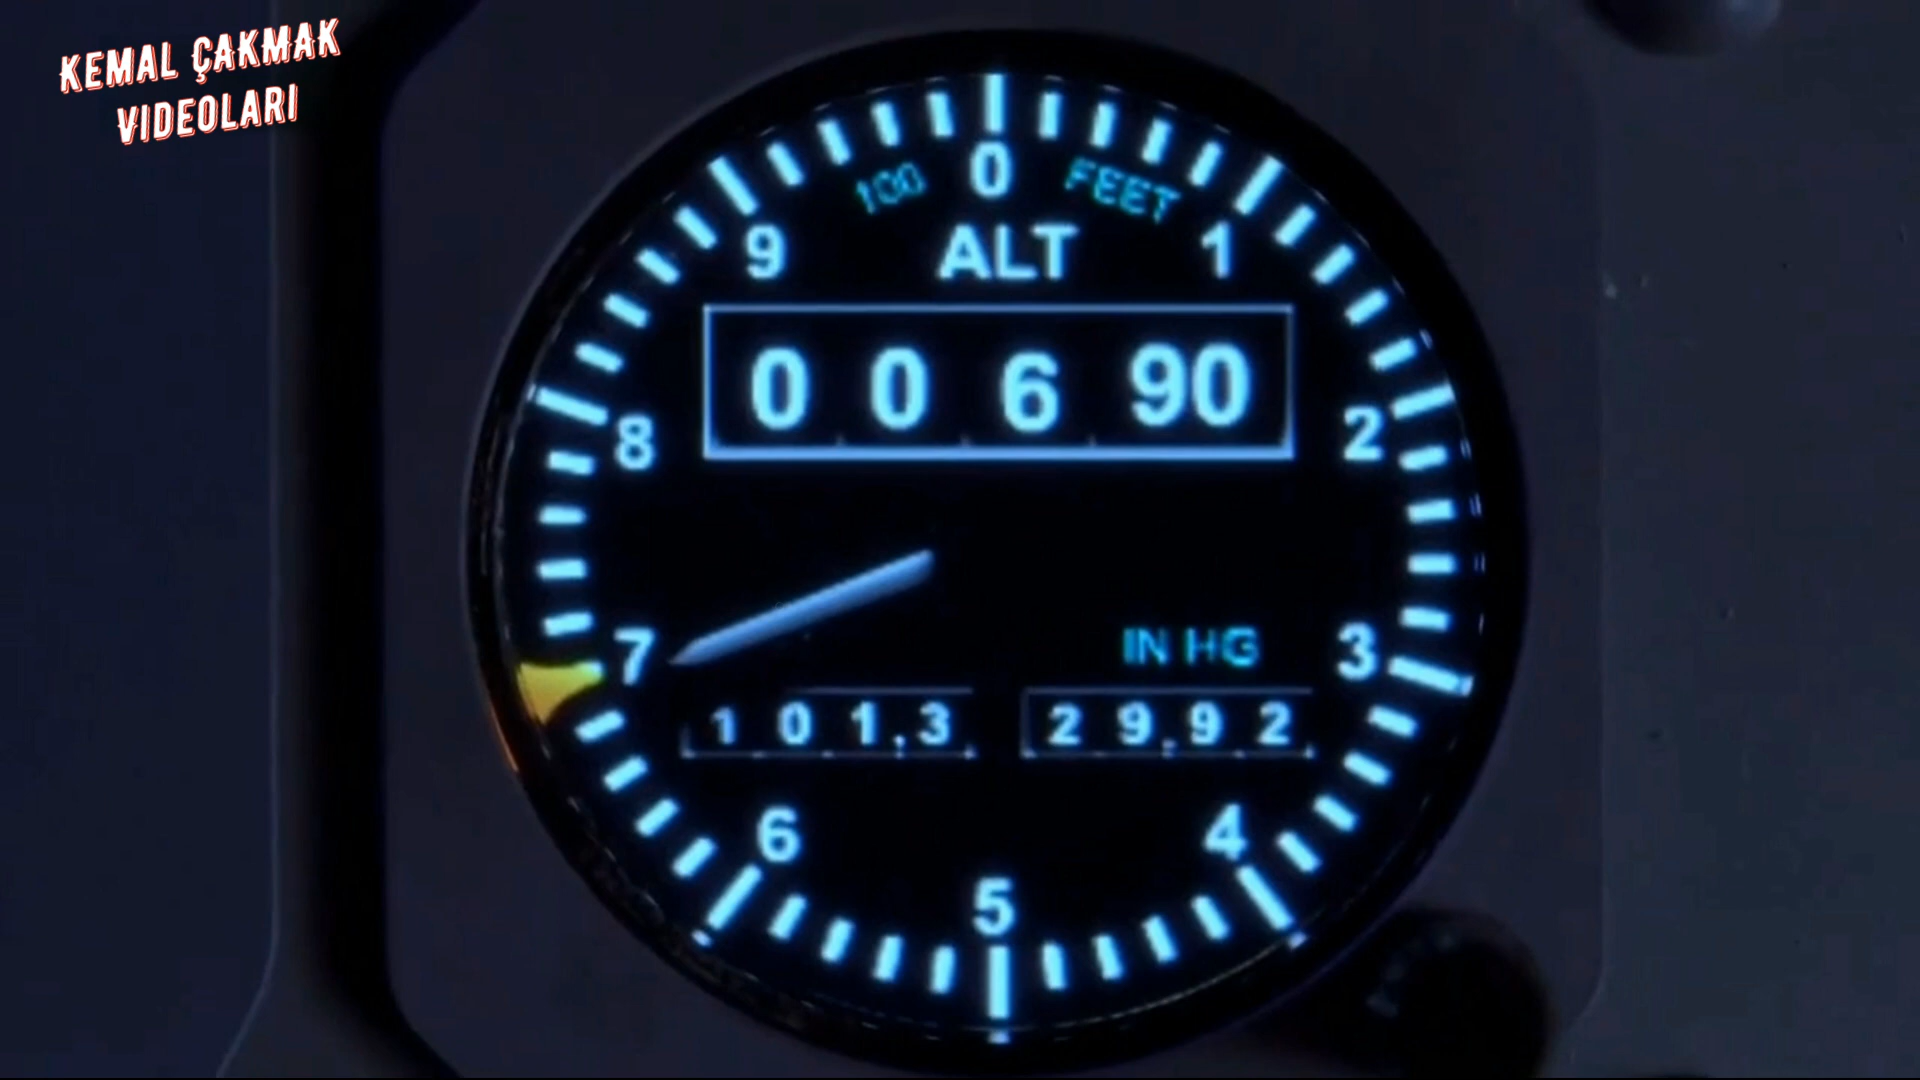 KEMAL ÇAKMAK
VIDEOLARI
0
100 FEET
9 ALT 1
0 0 6 90
8 2
7 IN HG 3
1 0 1.3 2 9.9 2
6 4
5